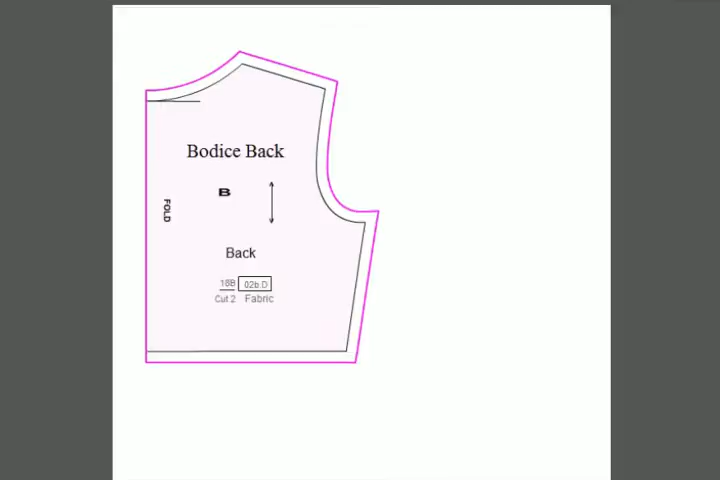 Bodice Back
B
FOLD
Back
18B 02b.D
Cut 2 Fabric